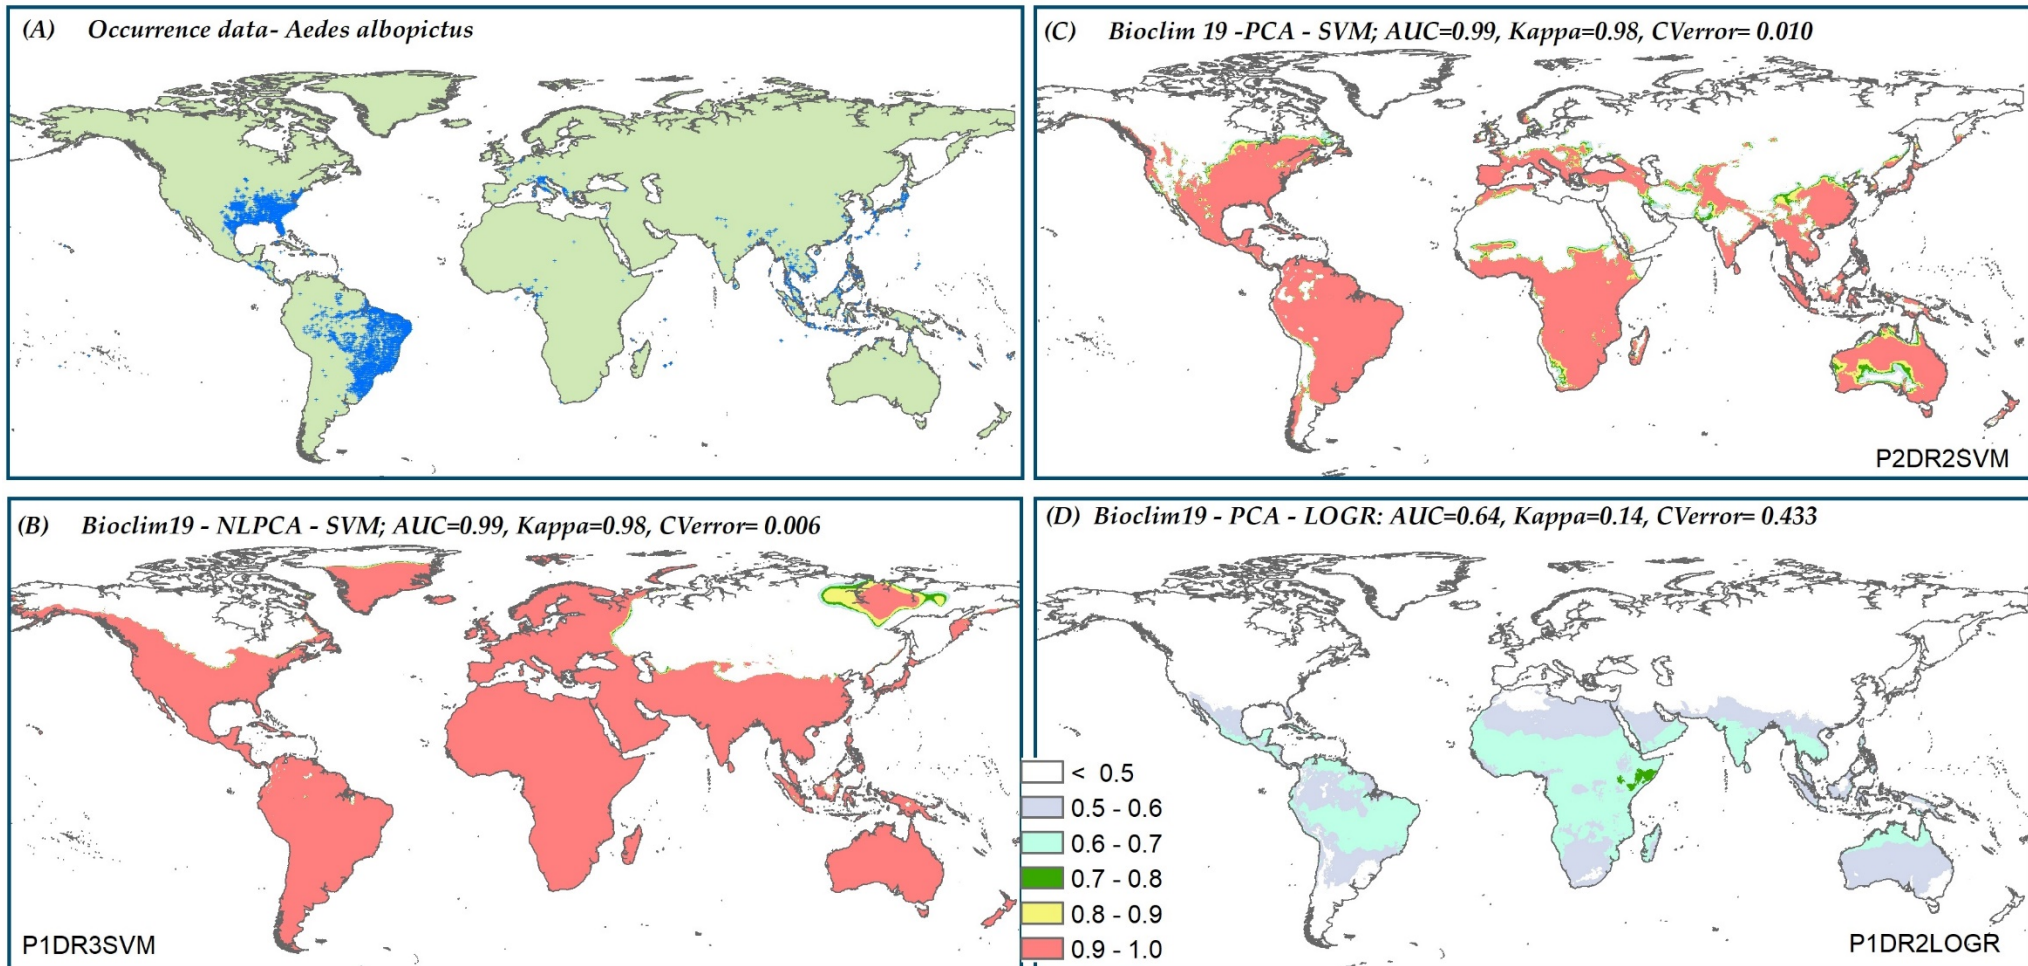 (A) Occurrence data- Aedes albopictus
(C) Bioclim 19 -PCA - SVM; AUC=0.99, Kappa=0.98, CVerror= 0.010
P2DR2SVM
(B) Bioclim19 - NLPCA - SVM; AUC=0.99, Kappa=0.98, CVerror= 0.006
P1DR3SVM
(D) Bioclim19 - PCA - LOGR: AUC=0.64, Kappa=0.14, CVerror= 0.433
< 0.5
0.5 - 0.6
0.6 - 0.7
0.7 - 0.8
0.8 - 0.9
0.9 - 1.0
P1DR2LOGR